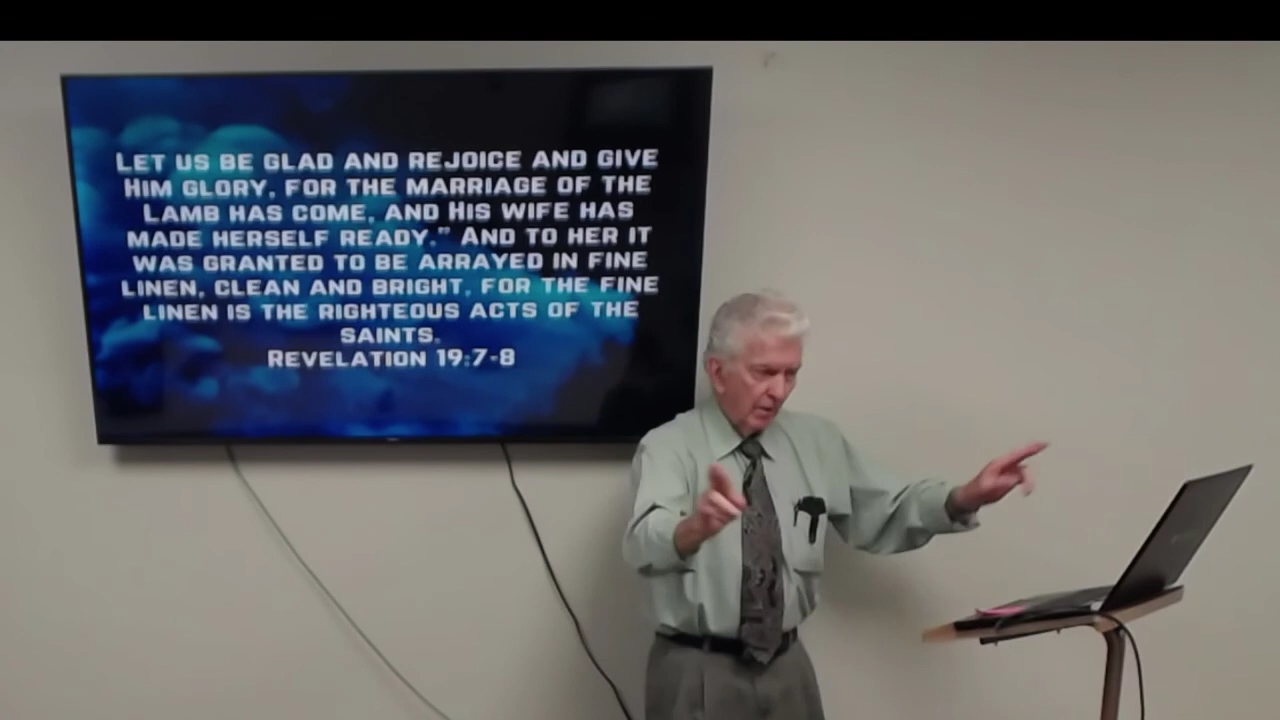 Let us be glad and rejoice and give
Him glory, for the marriage of the
Lamb has come, and His wife has
made herself ready.” And to her it
was granted to be arrayed in fine
linen, clean and bright, for the fine
linen is the righteous acts of the
saints.
Revelation 19:7-8